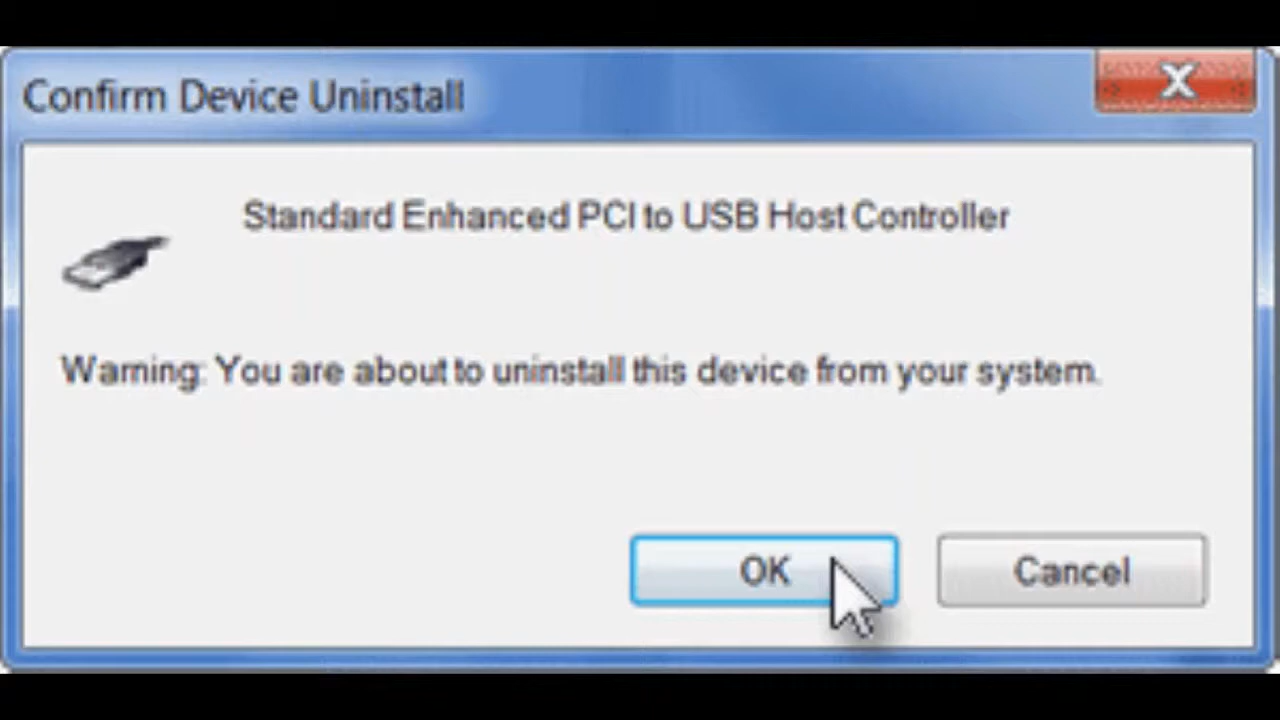 Confirm Device Uninstall
X
Standard Enhanced PCI to USB Host Controller
Warning: You are about to uninstall this device from your system.
OK
Cancel